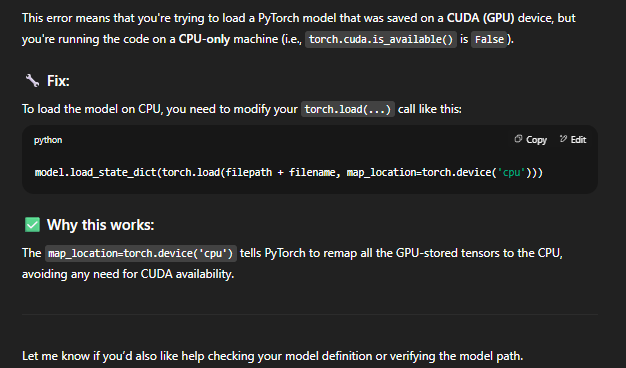 This error means that you're trying to load a PyTorch model that was saved on a CUDA (GPU) device, but
you're running the code on a CPU-only machine (i.e., torch.cuda.is_available() is False).
🔧 Fix:
To load the model on CPU, you need to modify your torch.load(...) call like this:
python Copy Edit
model.load_state_dict(torch.load(filepath + filename, map_location=torch.device('cpu')))
✅ Why this works:
The map_location=torch.device('cpu') tells PyTorch to remap all the GPU-stored tensors to the CPU,
avoiding any need for CUDA availability.
Let me know if you'd also like help checking your model definition or verifying the model path.